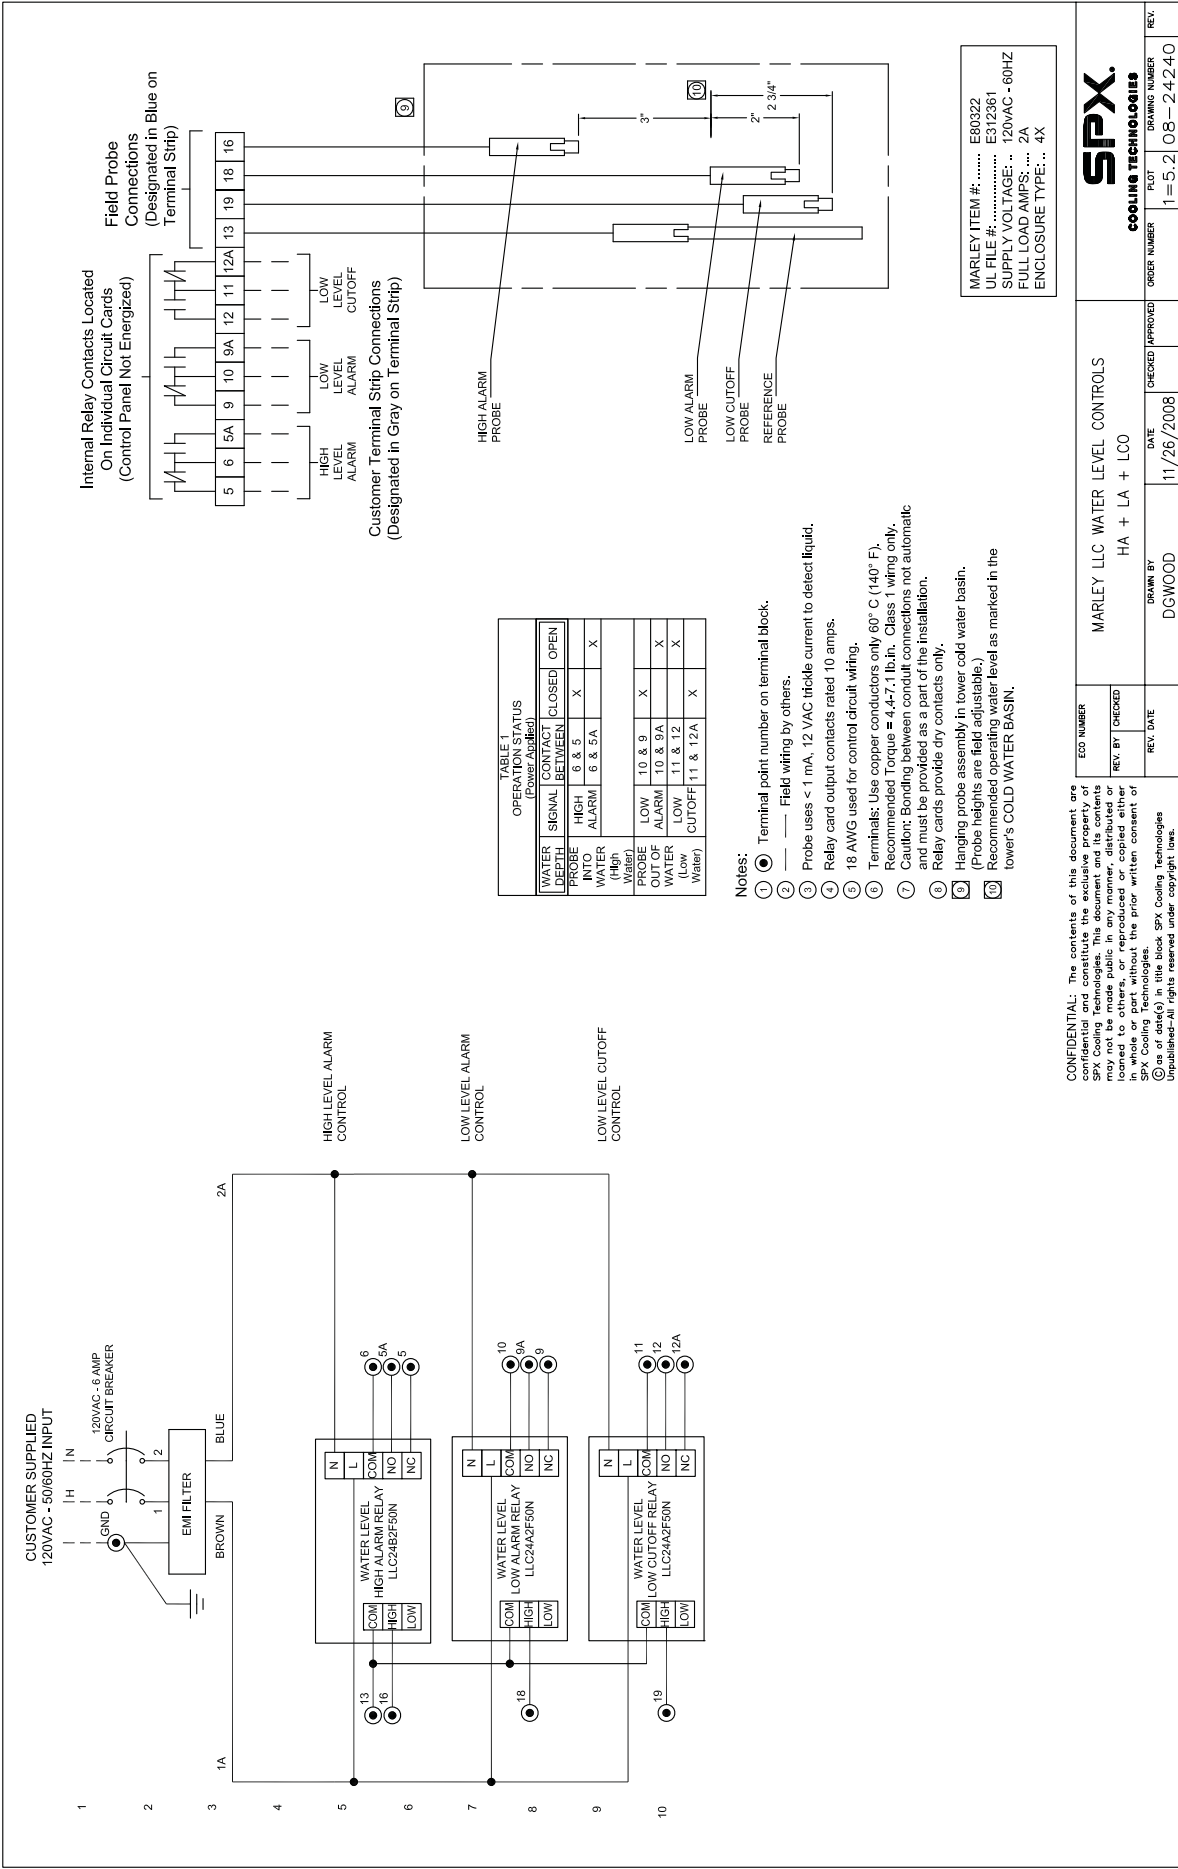 CUSTOMER SUPPLIED
120VAC - 50/60HZ INPUT
H
N
GND
120VAC - 6 AMP
CIRCUIT BREAKER
1
2
EMI FILTER
BROWN
BLUE
1A
2A
1
2
3
4
5
6
7
8
9
10
HIGH LEVEL ALARM
CONTROL
13
16
COM
HIGH
LOW
WATER LEVEL
HIGH ALARM RELAY
LLC24B2F50N
N
L
COM
NO
NC
6
5A
5
LOW LEVEL ALARM
CONTROL
18
COM
HIGH
LOW
WATER LEVEL
LOW ALARM RELAY
LLC24A2F50N
N
L
COM
NO
NC
10
9A
9
LOW LEVEL CUTOFF
CONTROL
19
COM
HIGH
LOW
WATER LEVEL
LOW CUTOFF RELAY
LLC24A2F50N
N
L
COM
NO
NC
11
12
12A
Internal Relay Contacts Located
On Individual Circuit Cards
(Control Panel Not Energized)
Field Probe
Connections
(Designated in Blue on
Terminal Strip)
5 6 5A 9 10 9A 12 11 12A 13 19 18 16
HIGH
LEVEL
ALARM
LOW
LEVEL
ALARM
LOW
LEVEL
CUTOFF
Customer Terminal Strip Connections
(Designated in Gray on Terminal Strip)
9
HIGH ALARM
PROBE
3"
10
2"
2 3/4"
LOW ALARM
PROBE
LOW CUTOFF
PROBE
REFERENCE
PROBE
TABLE 1
OPERATION STATUS
(Power Applied)
WATER DEPTH SIGNAL CONTACT BETWEEN CLOSED OPEN
PROBE INTO WATER (High Water) HIGH ALARM 6 & 5 X
6 & 5A X
PROBE OUT OF WATER (Low Water) LOW ALARM 10 & 9 X
10 & 9A X
LOW CUTOFF 11 & 12 X
11 & 12A X
Notes:
1 Terminal point number on terminal block.
2 Field wiring by others.
3 Probe uses < 1 mA, 12 VAC trickle current to detect liquid.
4 Relay card output contacts rated 10 amps.
5 18 AWG used for control circuit wiring.
6 Terminals: Use copper conductors only 60° C (140° F).
Recommended Torque = 4.4-7.1 lb.in. Class 1 wirng only.
7 Caution: Bonding between conduit connections not automatic
and must be provided as a part of the installation.
8 Relay cards provide dry contacts only.
9 Hanging probe assembly in tower cold water basin.
(Probe heights are field adjustable.)
10 Recommended operating water level as marked in the
tower's COLD WATER BASIN.
MARLEY ITEM #: ........ E80322
UL FILE #: ................ E312361
SUPPLY VOLTAGE: .. 120vAC - 60HZ
FULL LOAD AMPS: .... 2A
ENCLOSURE TYPE: .. 4X
CONFIDENTIAL: The contents of this document are
confidential and constitute the exclusive property of
SPX Cooling Technologies. This document and its contents
may not be made public in any manner, distributed or
loaned to others, or reproduced or copied either
in whole or part without the prior written consent of
SPX Cooling Technologies.
© as of date(s) in title block SPX Cooling Technologies
Unpublished—All rights reserved under copyright laws.
ECO NUMBER
REV. BY
CHECKED
REV. DATE
MARLEY LLC WATER LEVEL CONTROLS
HA + LA + LCO
SPX.
COOLING TECHNOLOGIES
DRAWN BY
DGWOOD
DATE
11/26/2008
CHECKED
APPROVED
ORDER NUMBER
PLOT
1=5.2
DRAWING NUMBER
08-24240
REV.